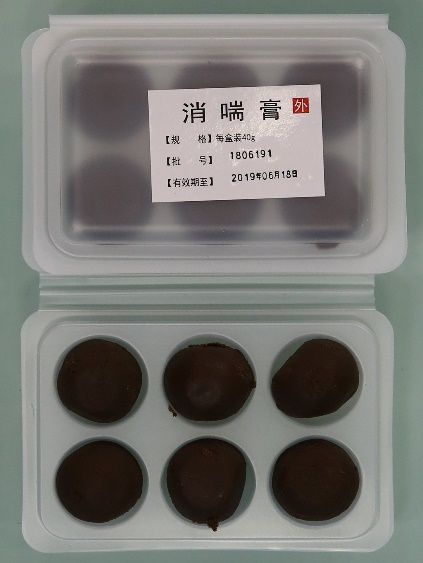 消喘膏 外
【规 格】 每盒装40g
【批 号】 1806191
【有效期至】 2019年06月18日